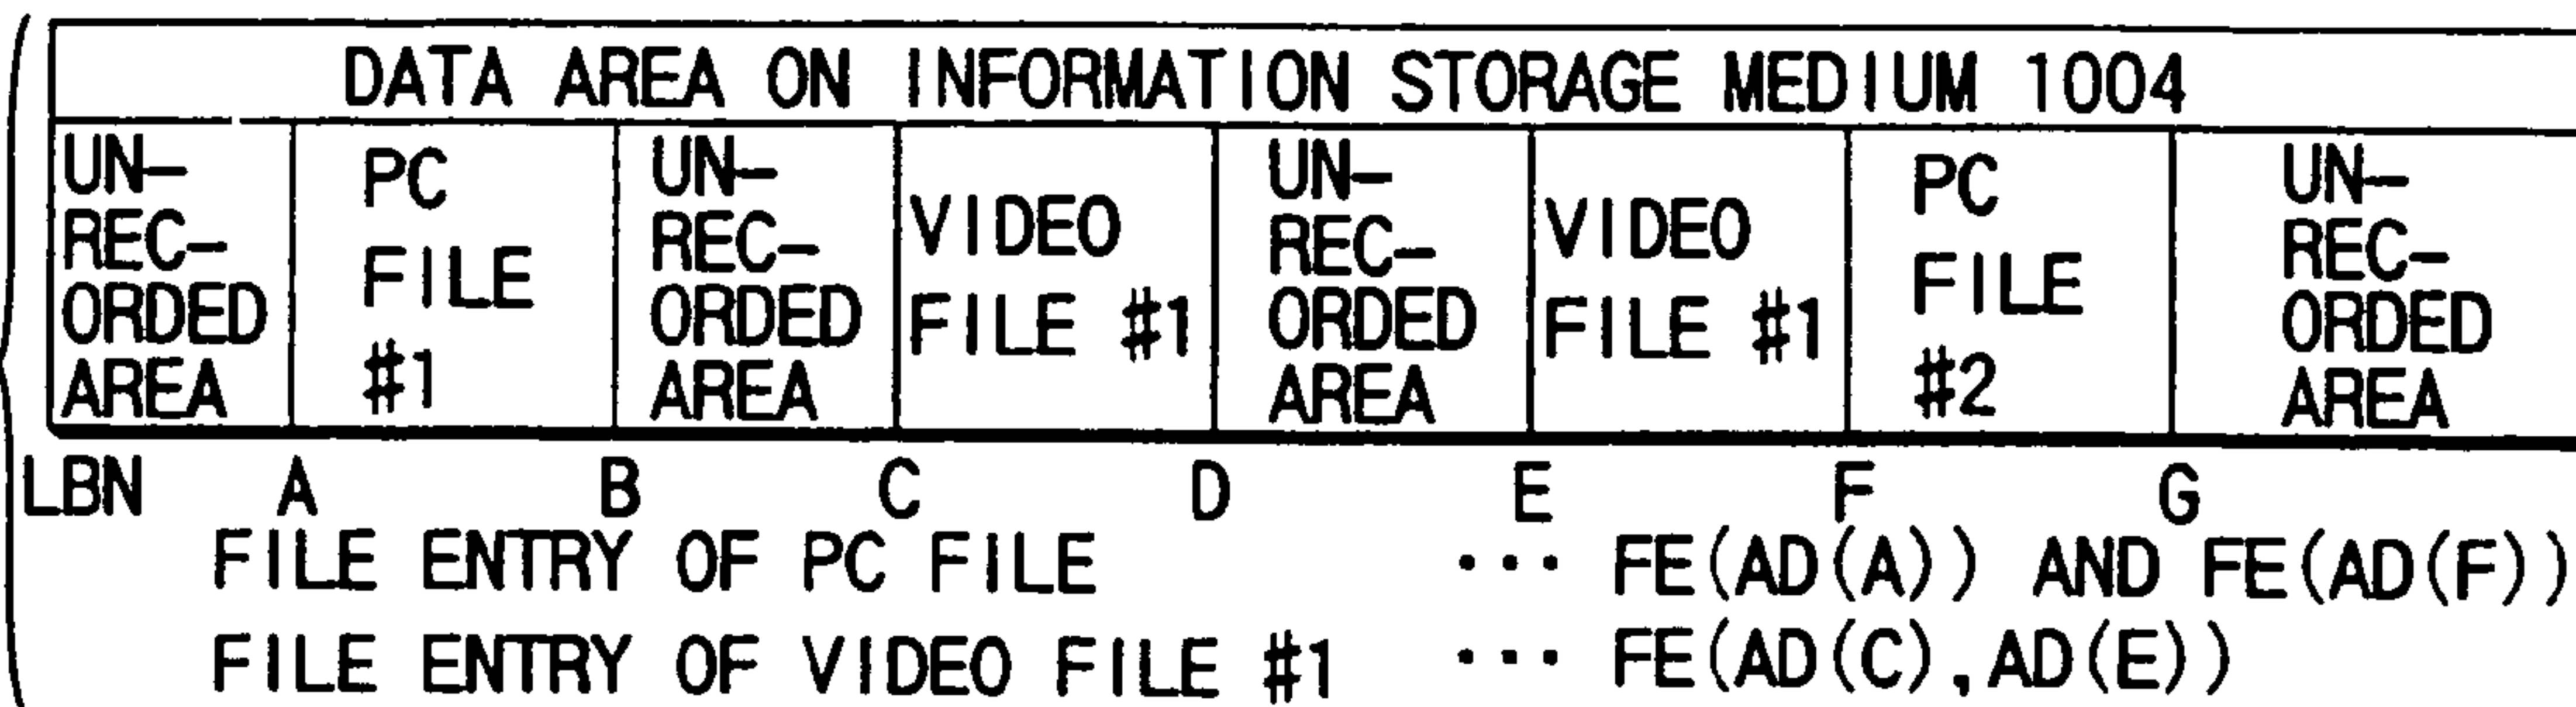 DATA AREA ON INFORMATION STORAGE MEDIUM 1004
UN-
REC-
ORDED
AREA
PC
FILE
#1
UN-
REC-
ORDED
AREA
VIDEO
FILE #1
UN-
REC-
ORDED
AREA
VIDEO
FILE #1
PC
FILE
#2
UN-
REC-
ORDED
AREA
LBN A B C D E F G
FILE ENTRY OF PC FILE ··· FE(AD(A)) AND FE(AD(F))
FILE ENTRY OF VIDEO FILE #1 ··· FE(AD(C),AD(E))